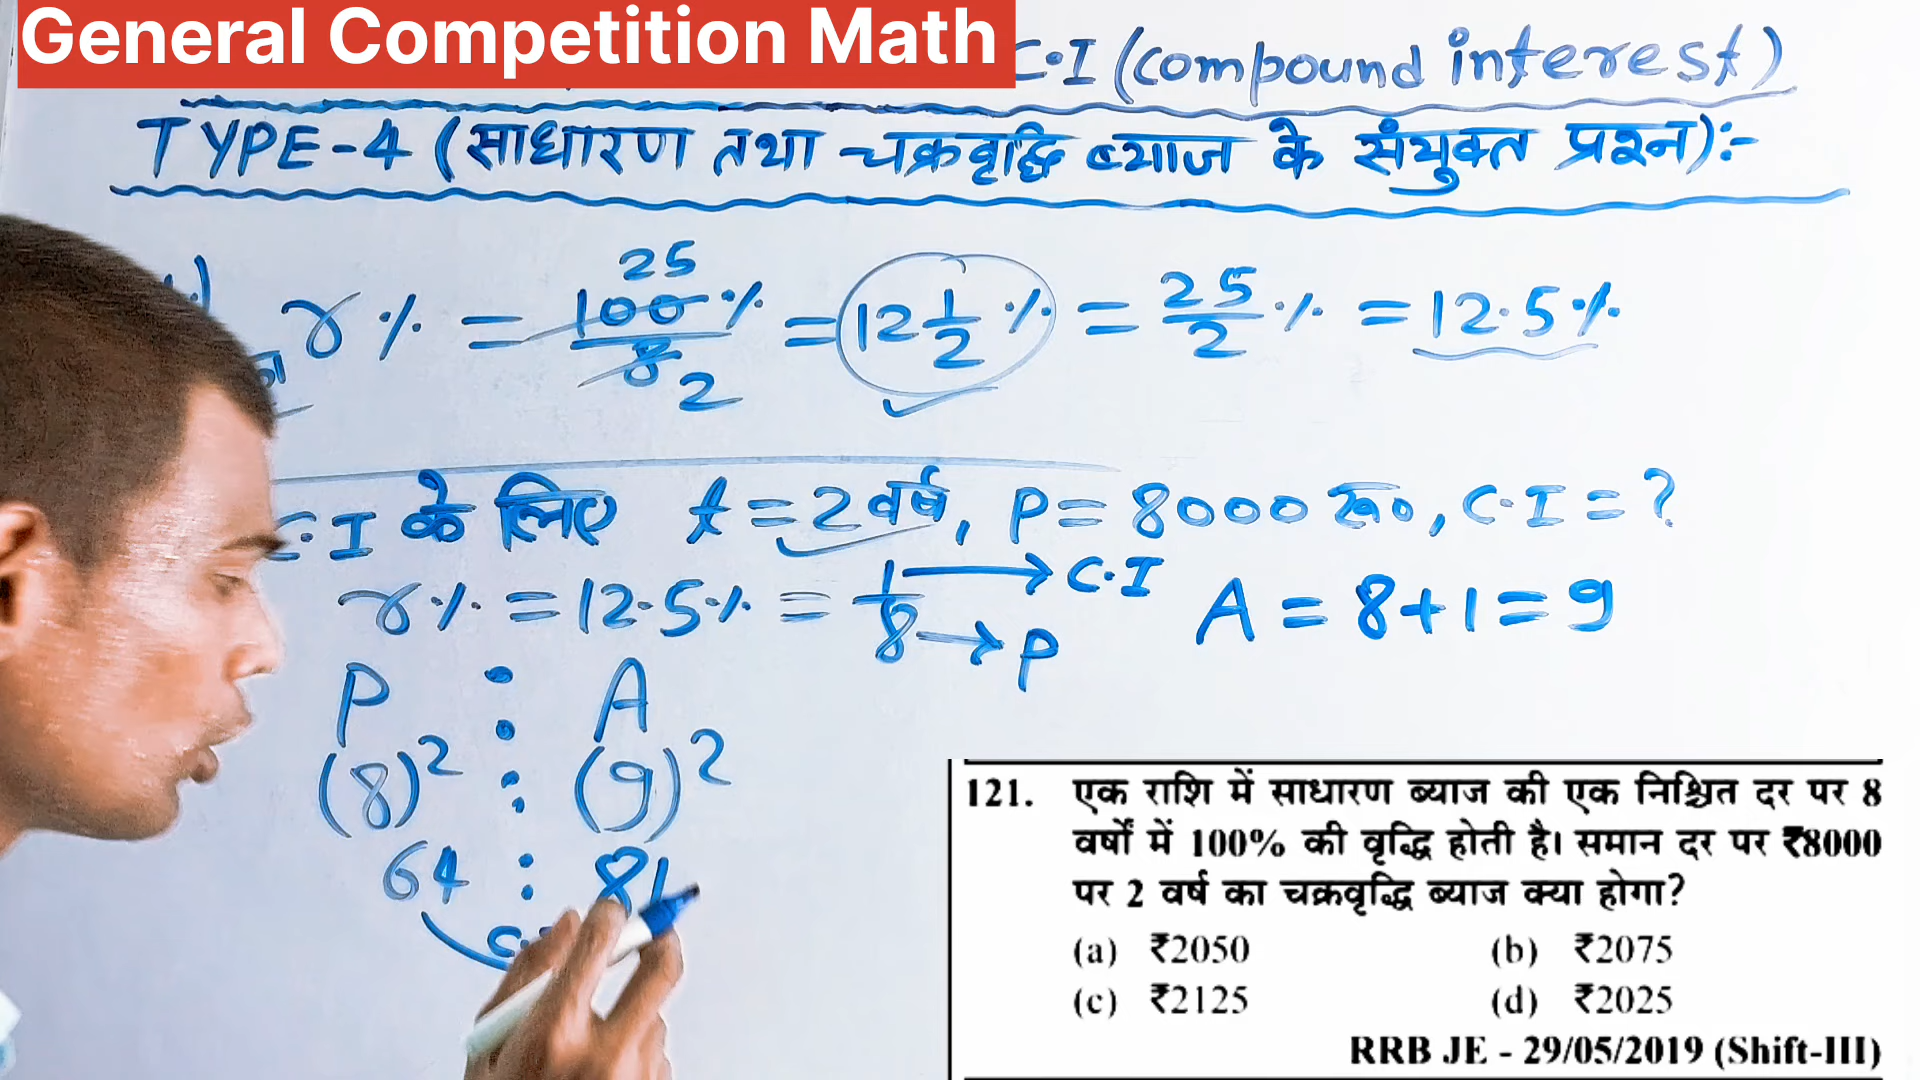 General Competition Math
C.I (compound interest)
TYPE-4 (साधारण तथा चक्रवृद्धि ब्याज के संयुक्त प्रश्न):-
25
r% = 100/8 % = 12 1/2 % = 25/2 % = 12.5%
2
C.I के लिए t = 2 वर्ष, P = 8000 रू०, C.I = ?
r% = 12.5% = 1/8 → C.I A = 8+1 = 9
→ P
P : A
(8)² : (9)²
64 : 81
121. एक राशि में साधारण ब्याज की एक निश्चित दर पर 8
वर्षों में 100% की वृद्धि होती है। समान दर पर ₹8000
पर 2 वर्ष का चक्रवृद्धि ब्याज क्या होगा?
(a) ₹2050 (b) ₹2075
(c) ₹2125 (d) ₹2025
RRB JE - 29/05/2019 (Shift-III)